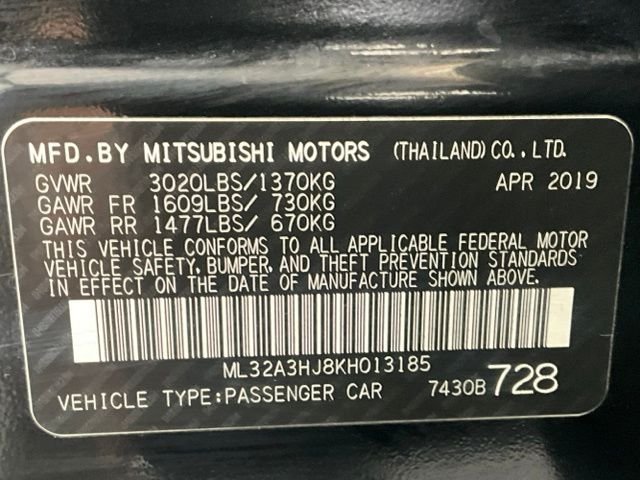 MFD.BY MITSUBISHI MOTORS (THAILAND)CO.,LTD.
GVWR 3020LBS/1370KG APR 2019
GAWR FR 1609LBS/ 730KG
GAWR RR 1477LBS/ 670KG
THIS VEHICLE CONFORMS TO ALL APPLICABLE FEDERAL MOTOR
VEHICLE SAFETY, BUMPER, AND THEFT PREVENTION STANDARDS
IN EFFECT ON THE DATE OF MANUFACTURE SHOWN ABOVE.
ML32A3HJ8KH013185
VEHICLE TYPE:PASSENGER CAR 7430B 728